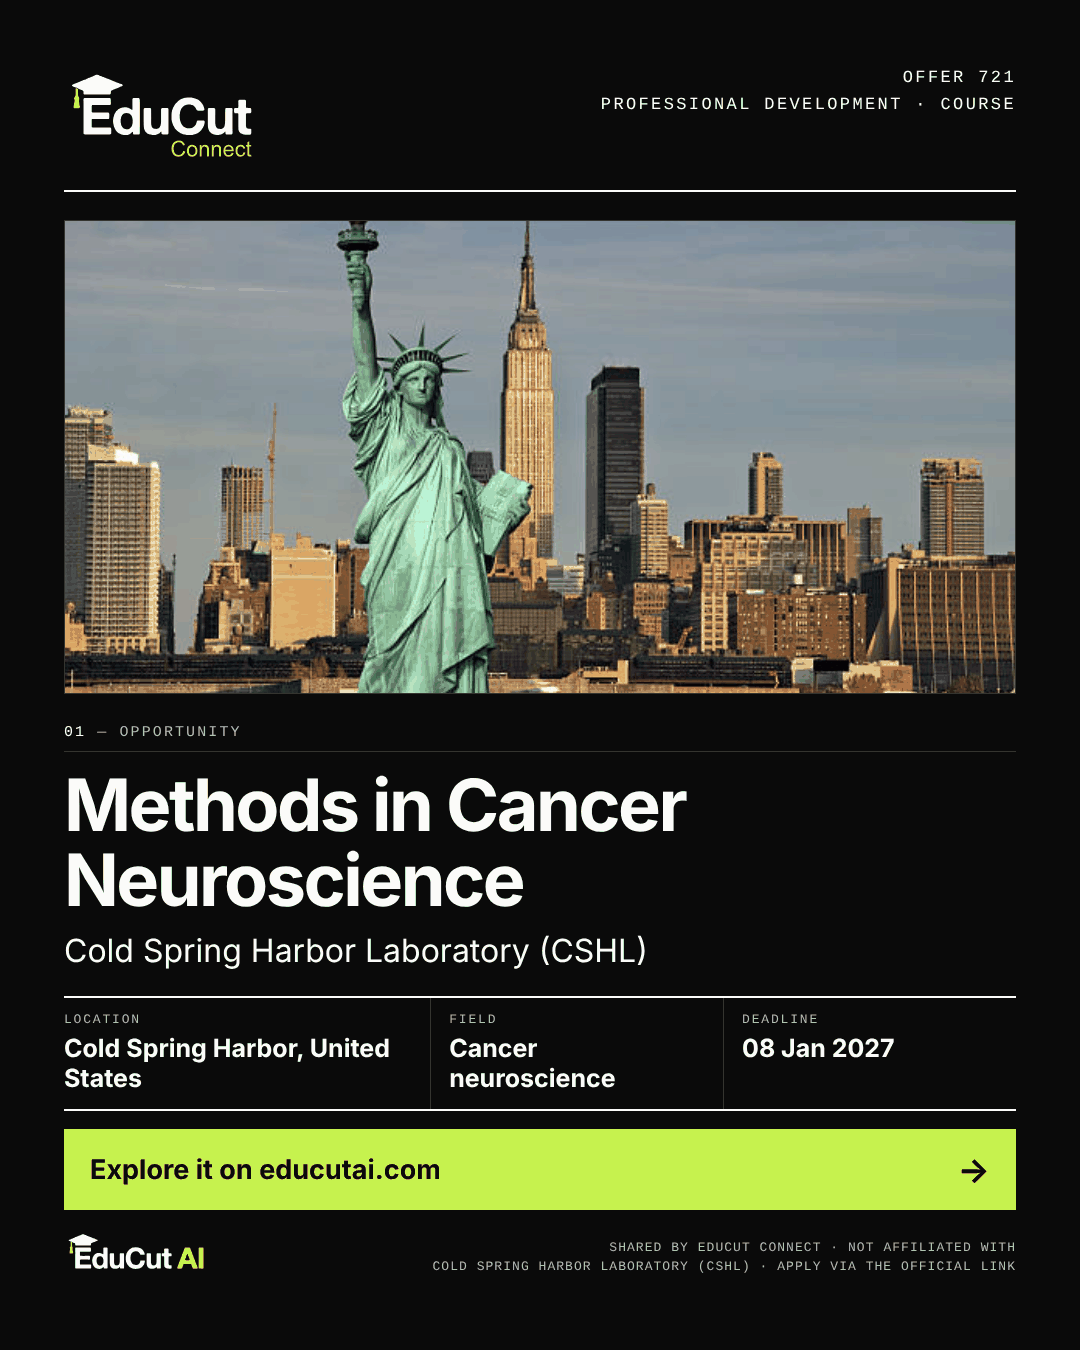 EduCut
Connect
OFFER 721
PROFESSIONAL DEVELOPMENT · COURSE
01 — OPPORTUNITY
Methods in Cancer
Neuroscience
Cold Spring Harbor Laboratory (CSHL)
LOCATION
Cold Spring Harbor, United
States
FIELD
Cancer
neuroscience
DEADLINE
08 Jan 2027
Explore it on educutai.com →
EduCut AI
SHARED BY EDUCUT CONNECT · NOT AFFILIATED WITH
COLD SPRING HARBOR LABORATORY (CSHL) · APPLY VIA THE OFFICIAL LINK